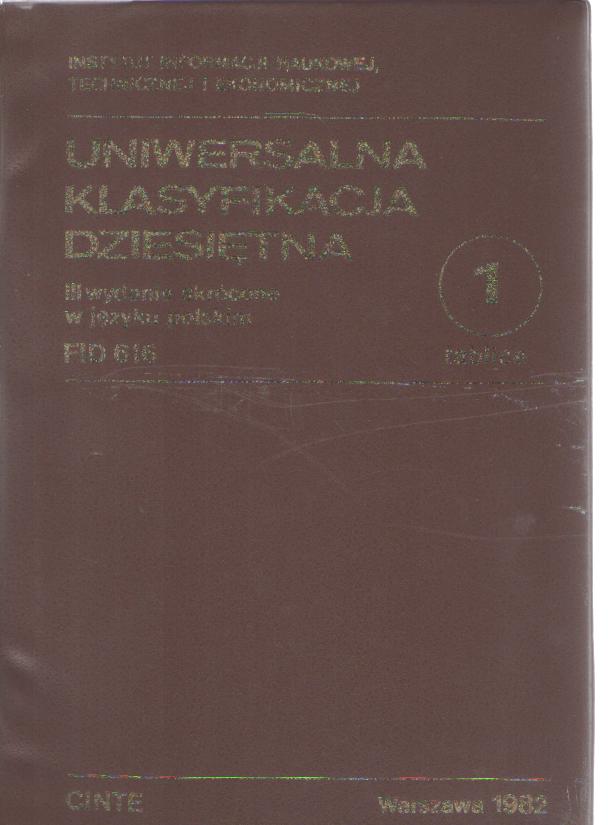 INSTYTUT INFORMACJI NAUKOWEJ,
TECHNICZNEJ I EKONOMICZNEJ
UNIWERSALNA
KLASYFIKACJA
DZIESIĘTNA
III wydanie skrócone
w języku polskim
FID 616
1
tablice
CINTE
Warszawa 1982